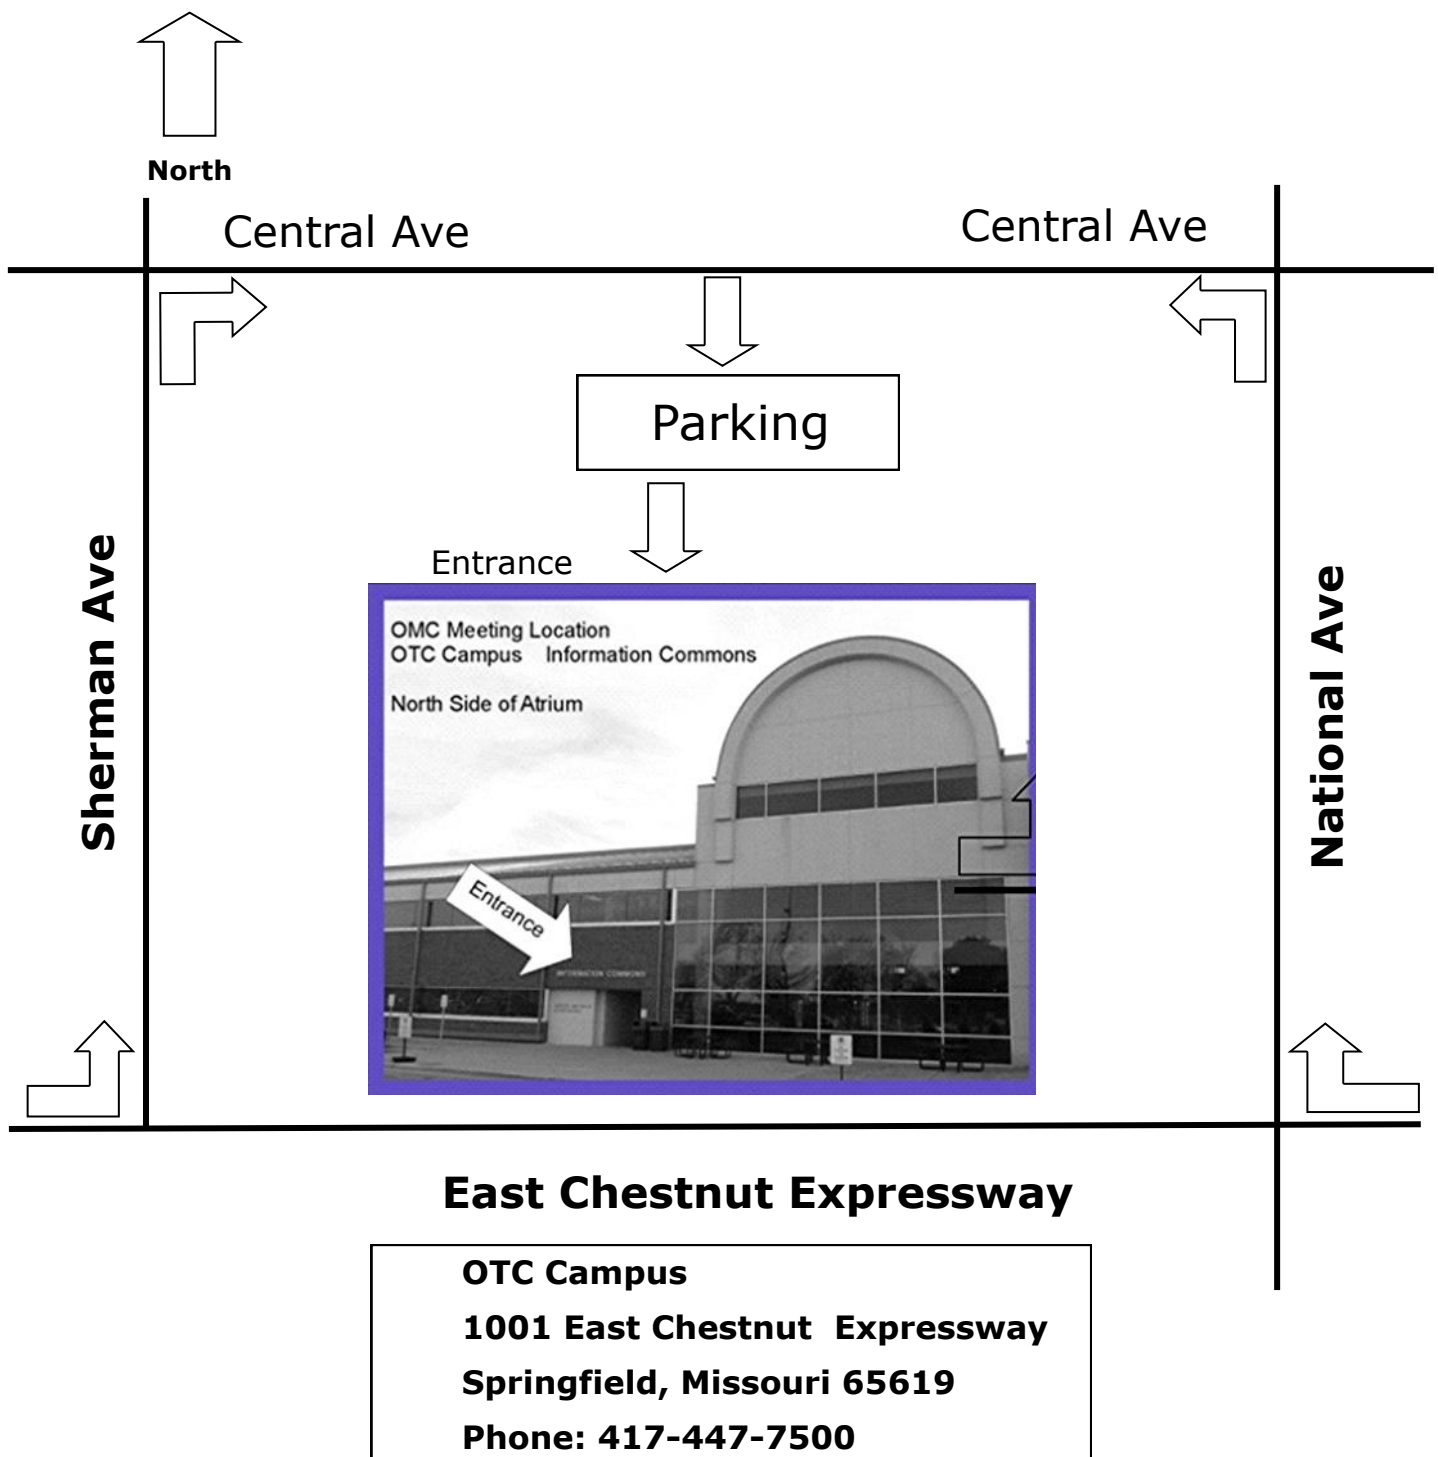 North
Central Ave
Central Ave
Parking
Entrance
Sherman Ave
National Ave
OMC Meeting Location
OTC Campus Information Commons
North Side of Atrium
Entrance
INFORMATION COMMONS
East Chestnut Expressway
OTC Campus
1001 East Chestnut Expressway
Springfield, Missouri 65619
Phone: 417-447-7500